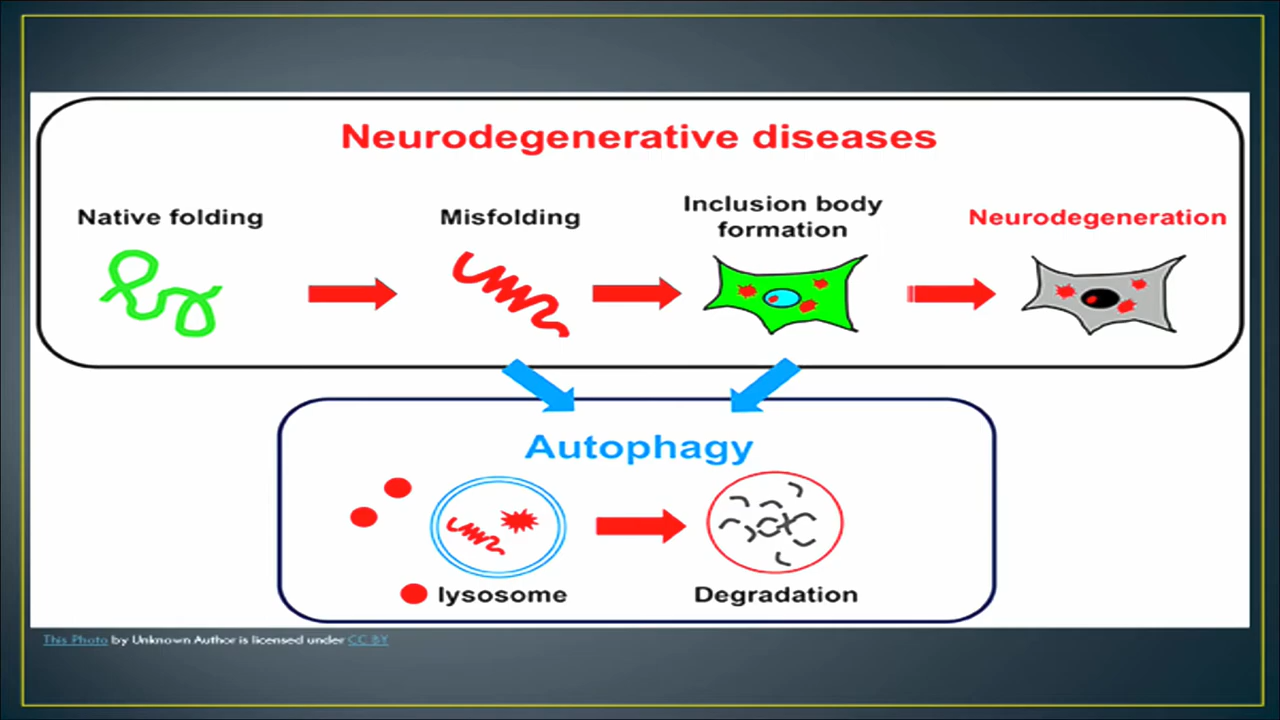 Neurodegenerative diseases
Native folding
Misfolding
Inclusion body
formation
Neurodegeneration
Autophagy
lysosome
Degradation
This Photo by Unknown Author is licensed under CC BY